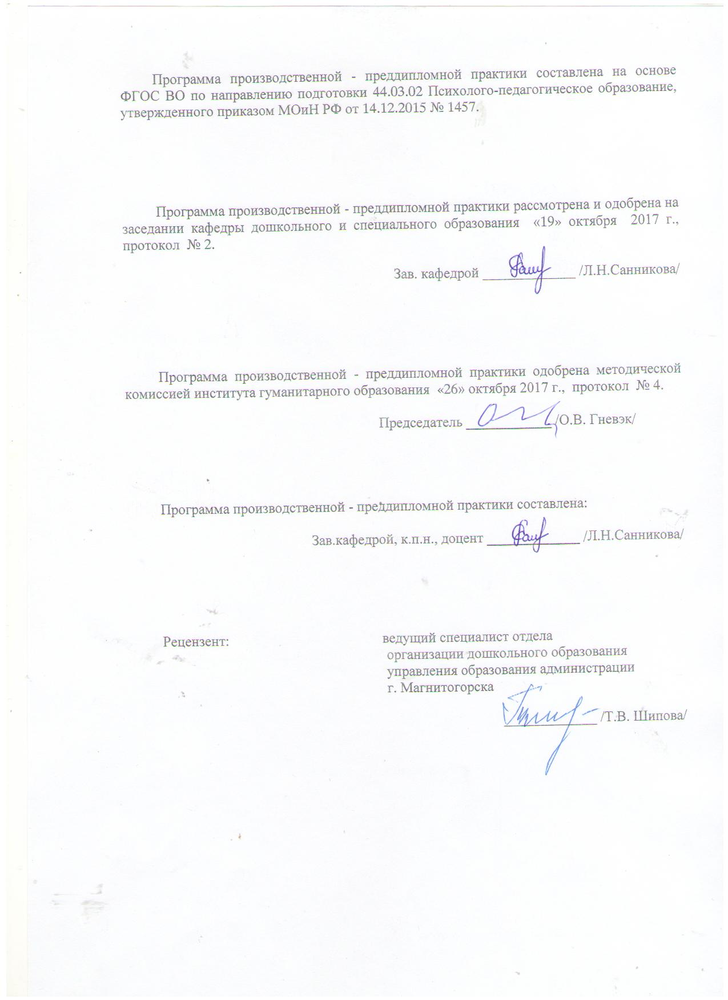 Программа производственной - преддипломной практики составлена на основе
ФГОС ВО по направлению подготовки 44.03.02 Психолого-педагогическое образование,
утвержденного приказом МОиН РФ от 14.12.2015 № 1457.
Программа производственной - преддипломной практики рассмотрена и одобрена на
заседании кафедры дошкольного и специального образования «19» октября 2017 г.,
протокол № 2.
Зав. кафедрой _____________ /Л.Н.Санникова/
Программа производственной - преддипломной практики одобрена методической
комиссией института гуманитарного образования «26» октября 2017 г., протокол № 4.
Председатель ____________ /О.В. Гневэк/
Программа производственной - преддипломной практики составлена:
Зав.кафедрой, к.п.н., доцент _____________ /Л.Н.Санникова/
Рецензент: ведущий специалист отдела
организации дошкольного образования
управления образования администрации
г. Магнитогорска
_____________ /Т.В. Шипова/